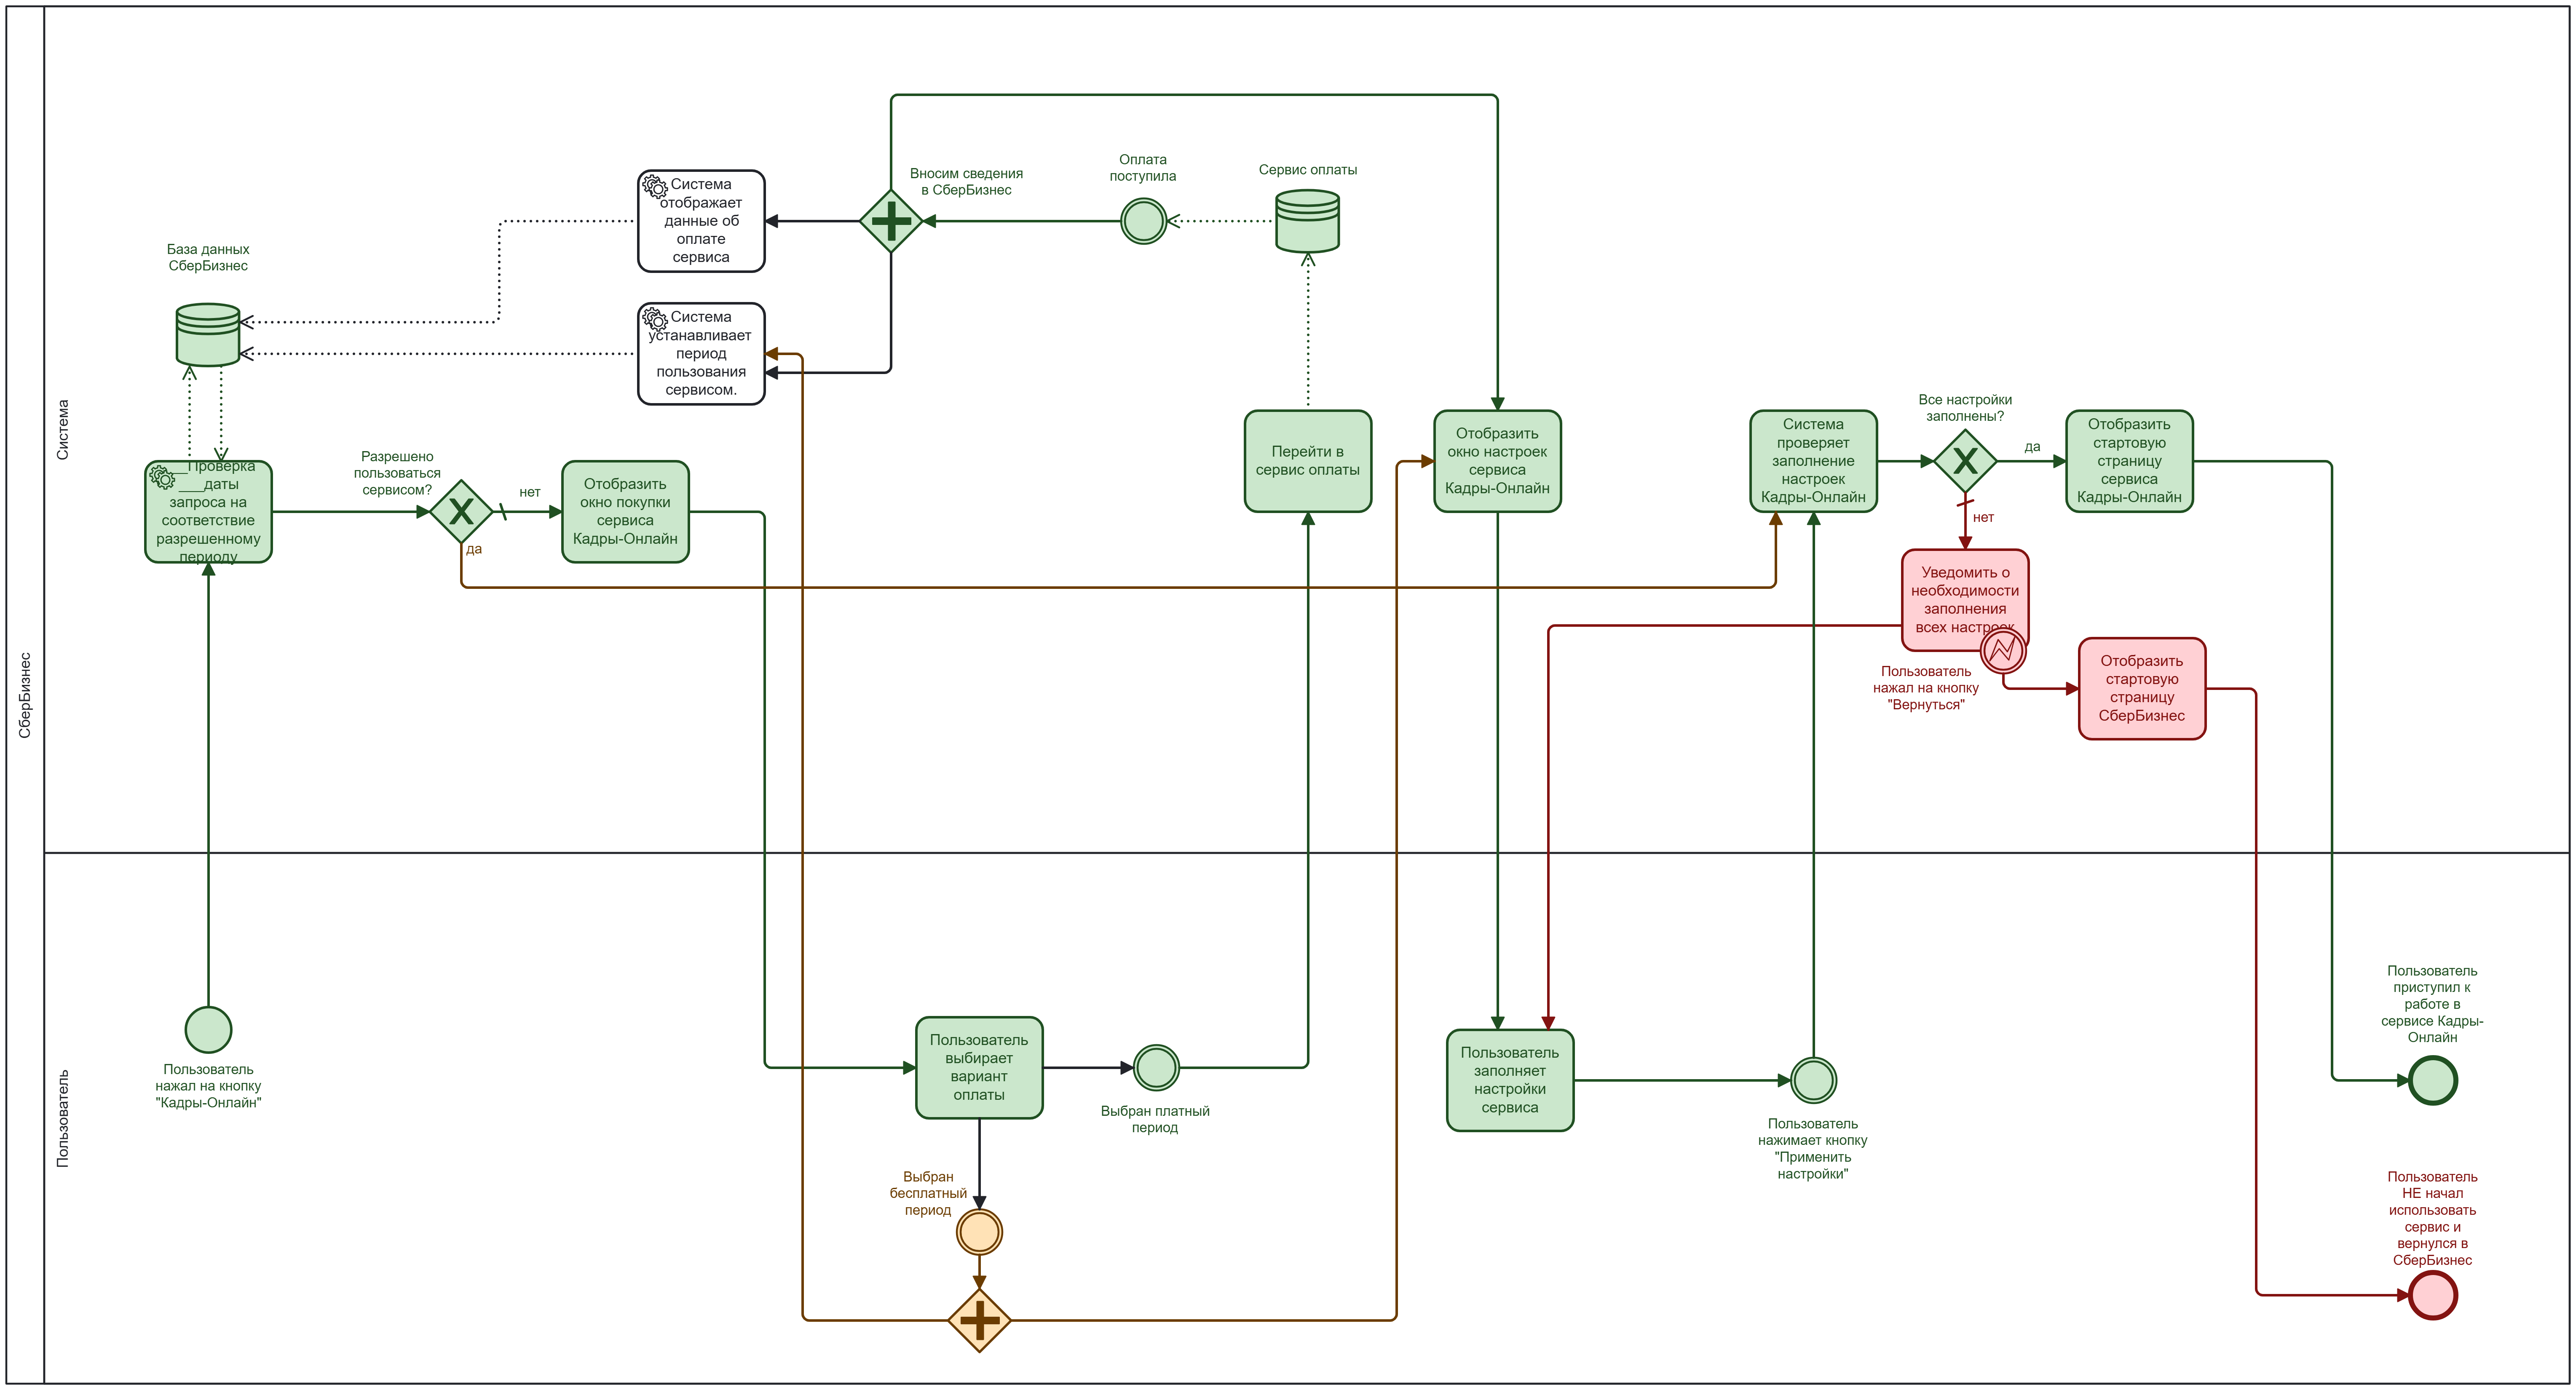 СберБизнес
Система
Пользователь
База данных
СберБизнес
Система
отображает
данные об
оплате
сервиса
Вносим сведения
в СберБизнес
Оплата
поступила
Сервис оплаты
Система
устанавливает
период
пользования
сервисом.
___Проверка
___даты
запроса на
соответствие
разрешенному
периоду
Разрешено
пользоваться
сервисом?
нет
да
Отобразить
окно покупки
сервиса
Кадры-Онлайн
Перейти в
сервис оплаты
Отобразить
окно настроек
сервиса
Кадры-Онлайн
Система
проверяет
заполнение
настроек
Кадры-Онлайн
Все настройки
заполнены?
да
нет
Отобразить
стартовую
страницу
сервиса
Кадры-Онлайн
Уведомить о
необходимости
заполнения
всех настроек
Пользователь
нажал на кнопку
"Вернуться"
Отобразить
стартовую
страницу
СберБизнес
Пользователь
нажал на кнопку
"Кадры-Онлайн"
Пользователь
выбирает
вариант
оплаты
Выбран платный
период
Выбран
бесплатный
период
Пользователь
заполняет
настройки
сервиса
Пользователь
нажимает кнопку
"Применить
настройки"
Пользователь
приступил к
работе в
сервисе Кадры-
Онлайн
Пользователь
НЕ начал
использовать
сервис и
вернулся в
СберБизнес